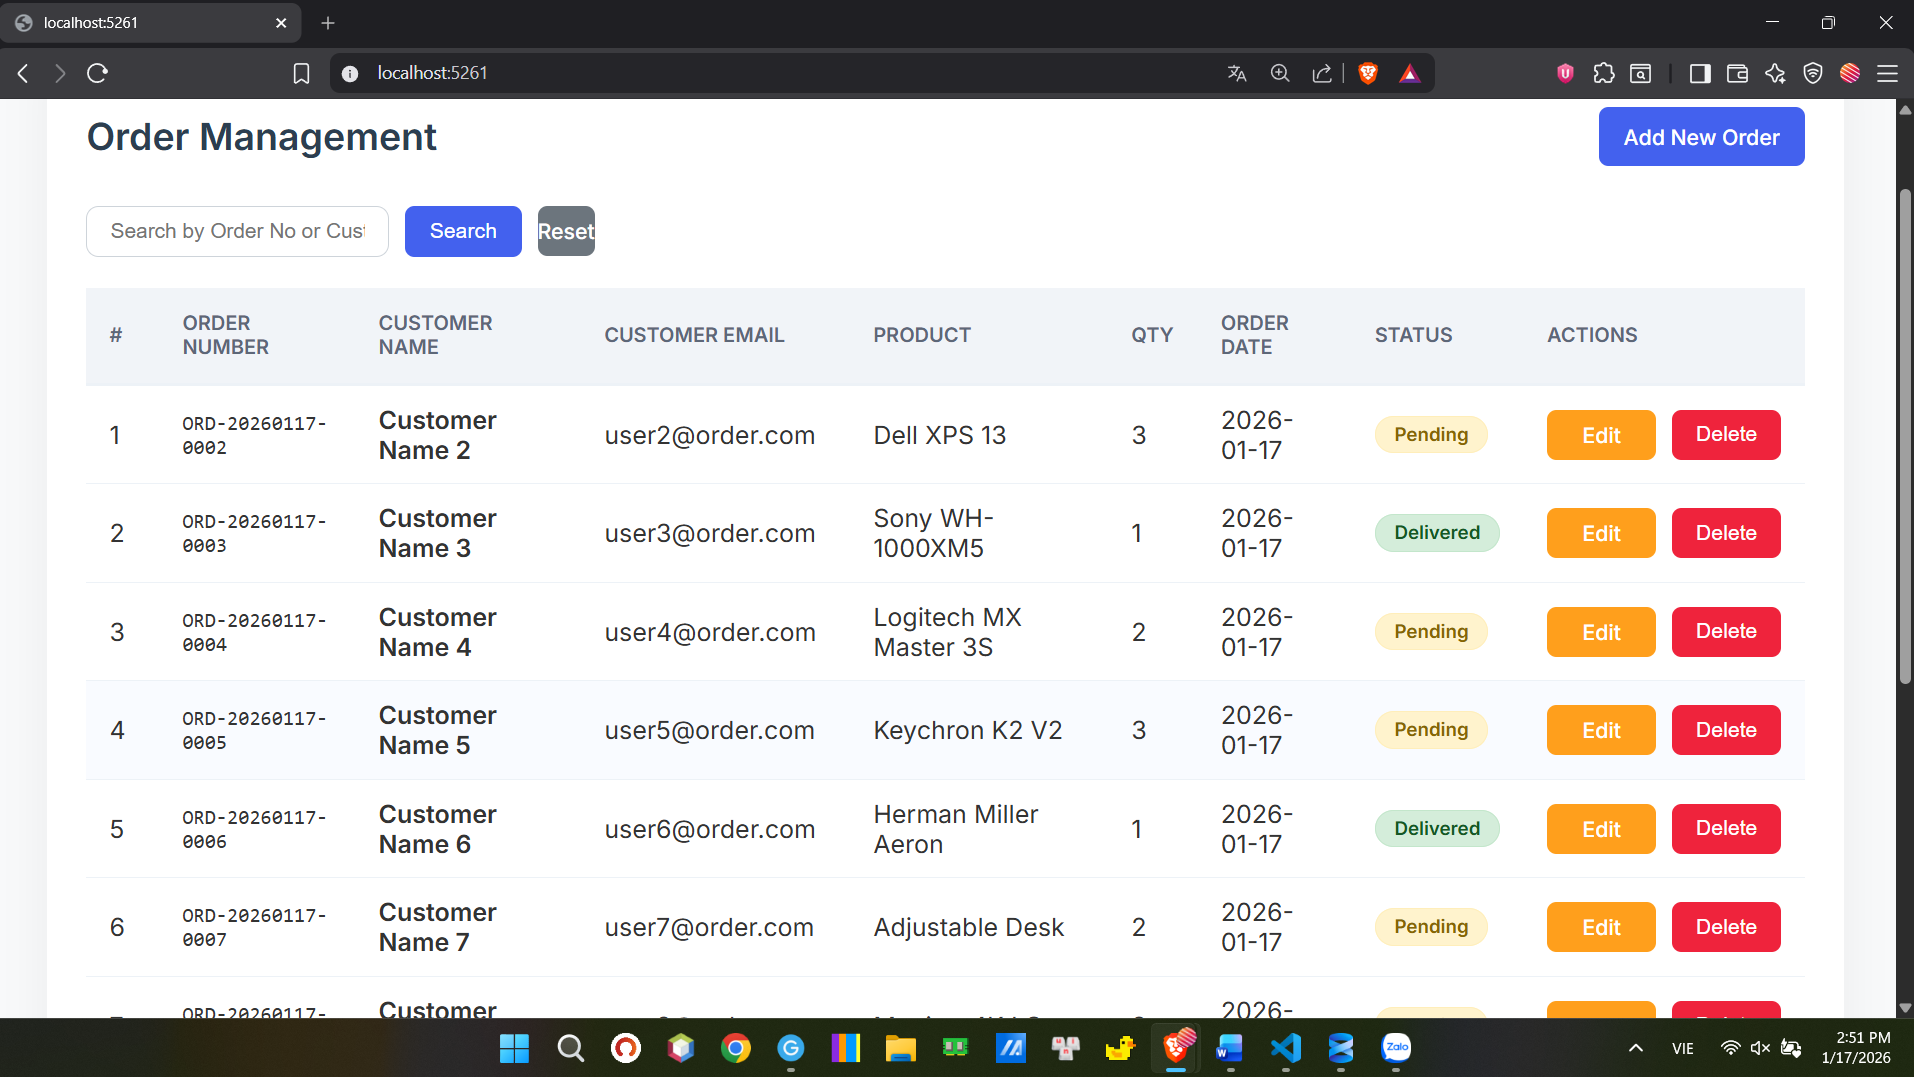 localhost:5261
localhost:5261
Order Management
Add New Order
Search by Order No or Cust
Search
Reset
# ORDER NUMBER CUSTOMER NAME CUSTOMER EMAIL PRODUCT QTY ORDER DATE STATUS ACTIONS
1 ORD-20260117-0002 Customer Name 2 user2@order.com Dell XPS 13 3 2026-01-17 Pending Edit Delete
2 ORD-20260117-0003 Customer Name 3 user3@order.com Sony WH-1000XM5 1 2026-01-17 Delivered Edit Delete
3 ORD-20260117-0004 Customer Name 4 user4@order.com Logitech MX Master 3S 2 2026-01-17 Pending Edit Delete
4 ORD-20260117-0005 Customer Name 5 user5@order.com Keychron K2 V2 3 2026-01-17 Pending Edit Delete
5 ORD-20260117-0006 Customer Name 6 user6@order.com Herman Miller Aeron 1 2026-01-17 Delivered Edit Delete
6 ORD-20260117-0007 Customer Name 7 user7@order.com Adjustable Desk 2 2026-01-17 Pending Edit Delete
ORD-20260117- Customer 2026-
Zalo
VIE
2:51 PM
1/17/2026